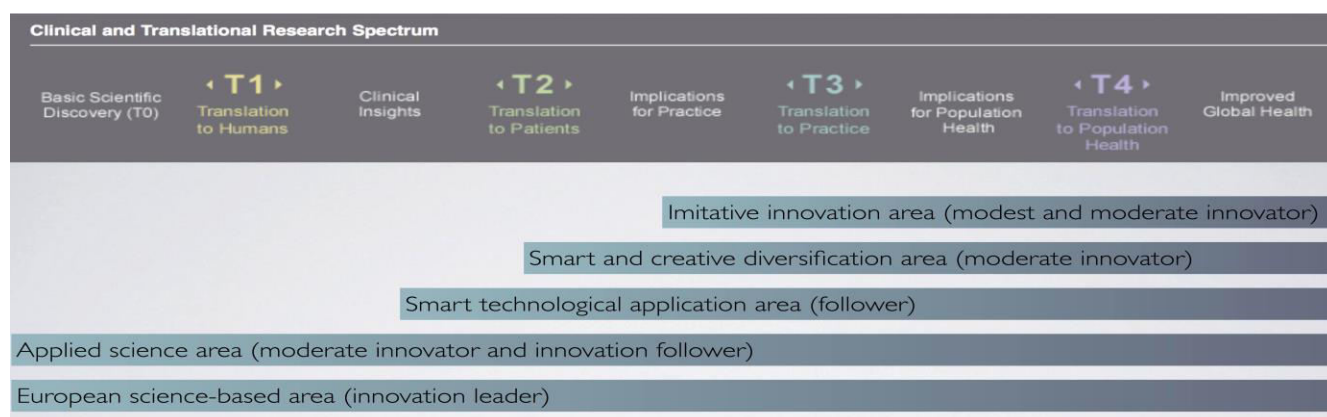 Clinical and Translational Research Spectrum
Basic Scientific
Discovery (T0)
T1
Translation
to Humans
Clinical
Insights
T2
Translation
to Patients
Implications
for Practice
T3
Translation
to Practice
Implications
for Population
Health
T4
Translation
to Population
Health
Improved
Global Health
Imitative innovation area (modest and moderate innovator)
Smart and creative diversification area (moderate innovator)
Smart technological application area (follower)
Applied science area (moderate innovator and innovation follower)
European science-based area (innovation leader)